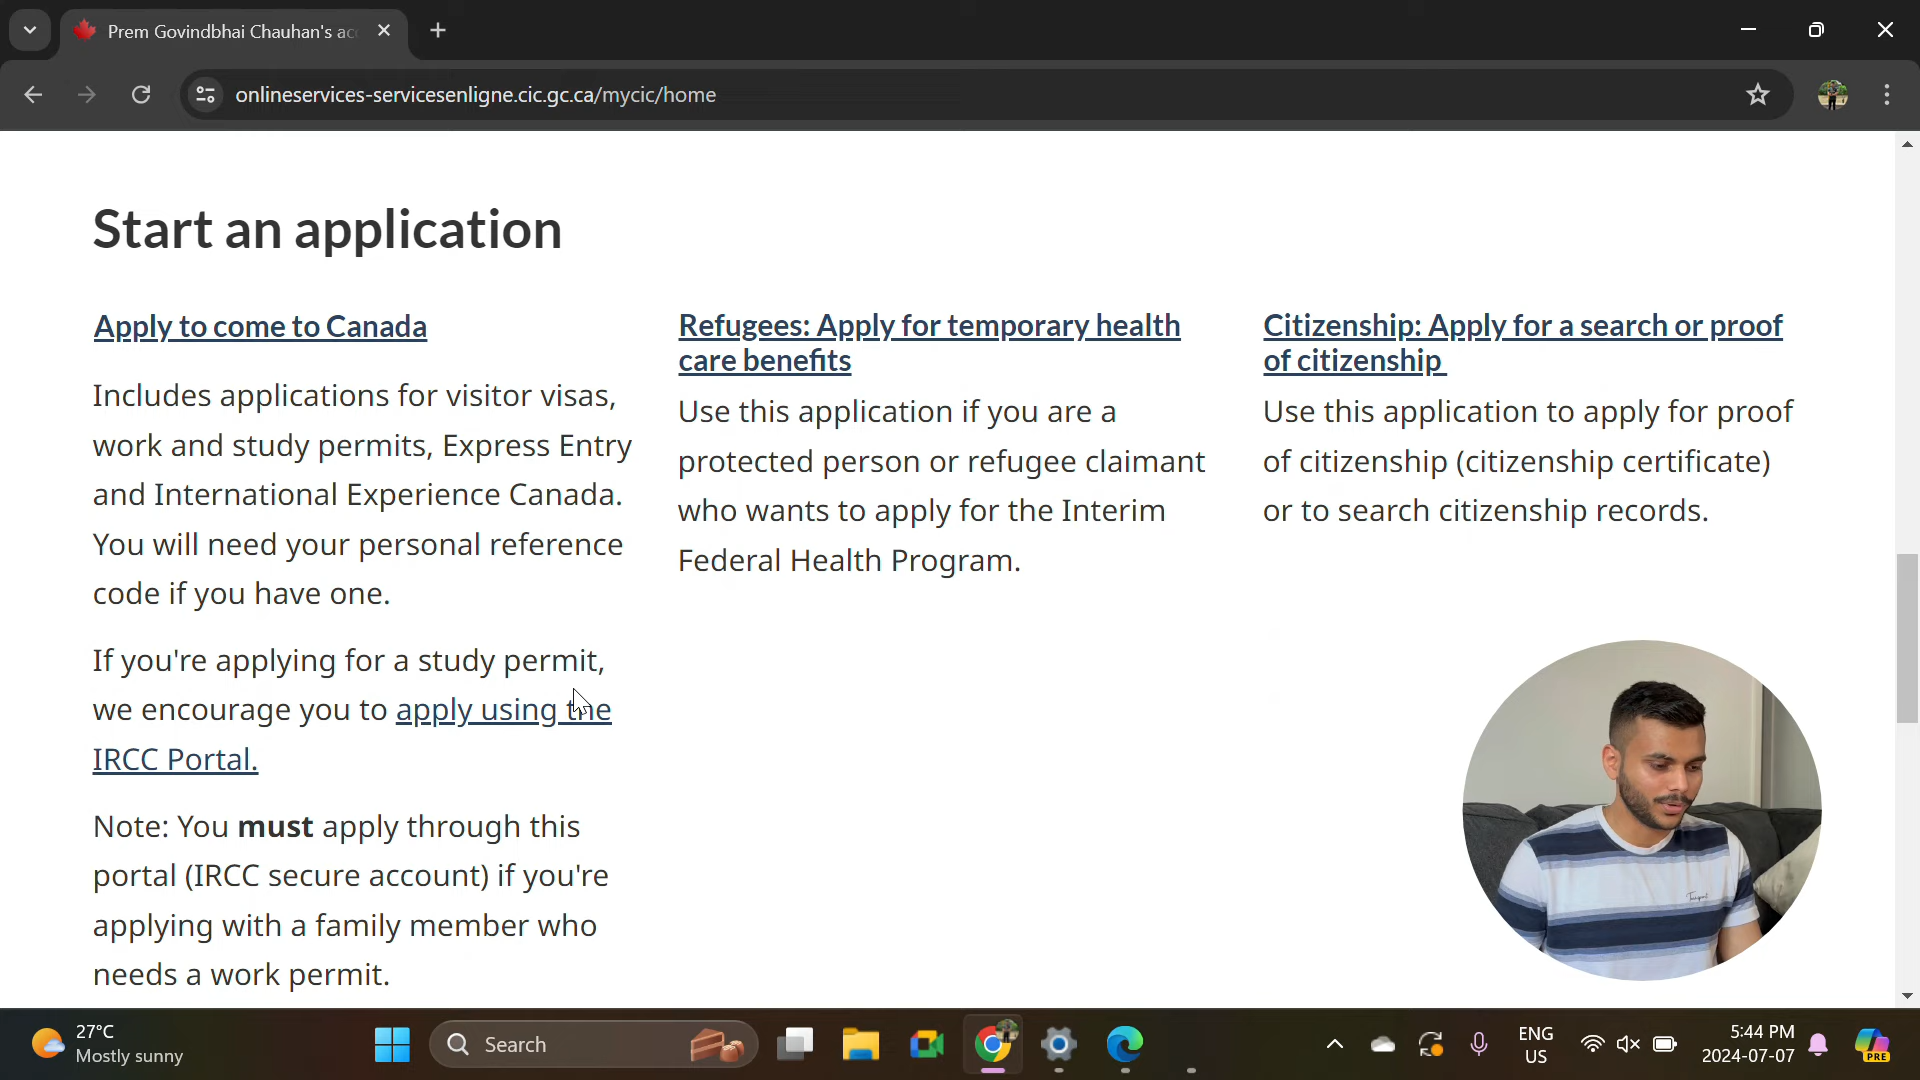 Prem Govindbhai Chauhan's acc
onlineservices-servicesenligne.cic.gc.ca/mycic/home
Start an application
Apply to come to Canada
Includes applications for visitor visas,
work and study permits, Express Entry
and International Experience Canada.
You will need your personal reference
code if you have one.
If you're applying for a study permit,
we encourage you to apply using the
IRCC Portal.
Note: You must apply through this
portal (IRCC secure account) if you're
applying with a family member who
needs a work permit.
Refugees: Apply for temporary health
care benefits
Use this application if you are a
protected person or refugee claimant
who wants to apply for the Interim
Federal Health Program.
Citizenship: Apply for a search or proof
of citizenship
Use this application to apply for proof
of citizenship (citizenship certificate)
or to search citizenship records.
27°C
Mostly sunny
Search
ENG
US
5:44 PM
2024-07-07
PRE